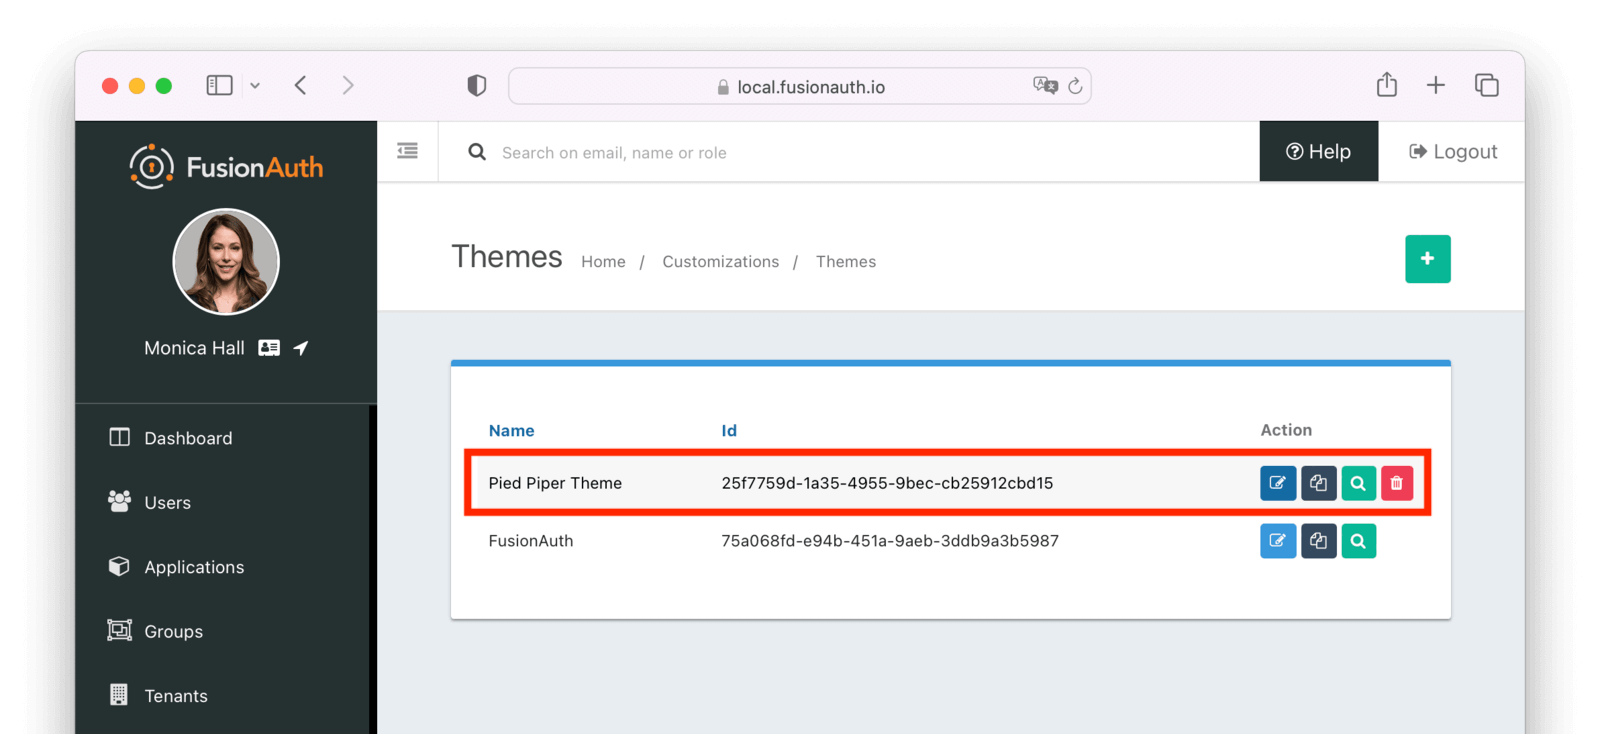 local.fusionauth.io
FusionAuth
Search on email, name or role
Help
Logout
Monica Hall
Themes Home / Customizations / Themes
Dashboard
Users
Applications
Groups
Tenants
Name Id Action
Pied Piper Theme 25f7759d-1a35-4955-9bec-cb25912cbd15
FusionAuth 75a068fd-e94b-451a-9aeb-3ddb9a3b5987